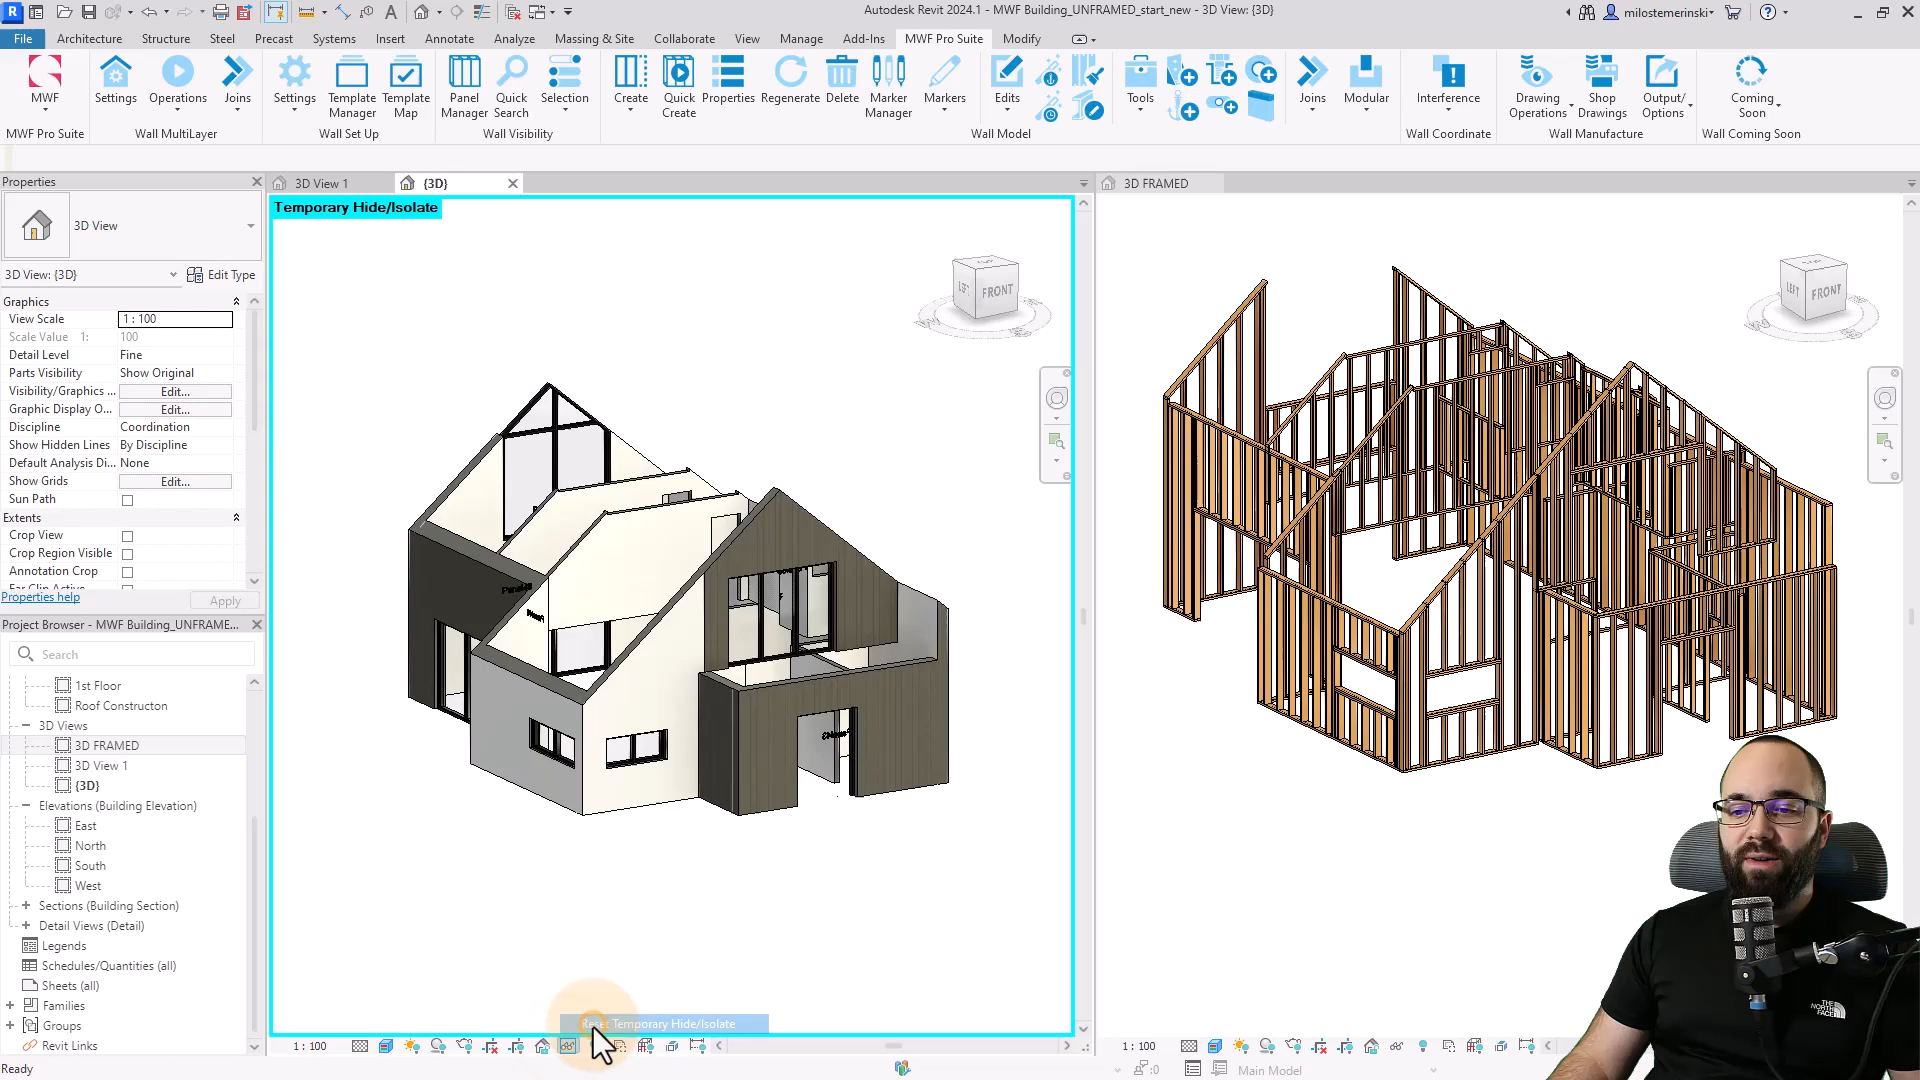 Autodesk Revit 2024.1 - MWF Building_UNFRAMED_start_new - 3D View: {3D}
milostemerinski
File
Architecture
Structure
Steel
Precast
Systems
Insert
Annotate
Analyze
Massing & Site
Collaborate
View
Manage
Add-Ins
MWF Pro Suite
Modify
MWF
Settings
Operations
Joins
Settings
Template Manager
Template Map
Panel Manager
Quick Search
Selection
Create
Quick Create
Properties
Regenerate
Delete
Marker Manager
Markers
Edits
Tools
Joins
Modular
Interference
Drawing Operations
Shop Drawings
Output/ Options
Coming Soon
MWF Pro Suite
Wall MultiLayer
Wall Set Up
Wall Visibility
Wall Model
Wall Coordinate
Wall Manufacture
Wall Coming Soon
Properties
3D View
3D View: {3D}
Edit Type
Graphics
View Scale
1 : 100
Scale Value 1:
100
Detail Level
Fine
Parts Visibility
Show Original
Visibility/Graphics ...
Edit...
Graphic Display O...
Edit...
Discipline
Coordination
Show Hidden Lines
By Discipline
Default Analysis Di...
None
Show Grids
Edit...
Sun Path
Extents
Crop View
Crop Region Visible
Annotation Crop
Properties help
Apply
Project Browser - MWF Building_UNFRAME...
Search
1st Floor
Roof Constructon
3D Views
3D FRAMED
3D View 1
{3D}
Elevations (Building Elevation)
East
North
South
West
Sections (Building Section)
Detail Views (Detail)
Legends
Schedules/Quantities (all)
Sheets (all)
Families
Groups
Revit Links
Ready
3D View 1
{3D}
Temporary Hide/Isolate
LEFT
FRONT
Reset Temporary Hide/Isolate
1 : 100
3D FRAMED
LEFT
FRONT
1 : 100
:0
Main Model
THE NORTH FACE